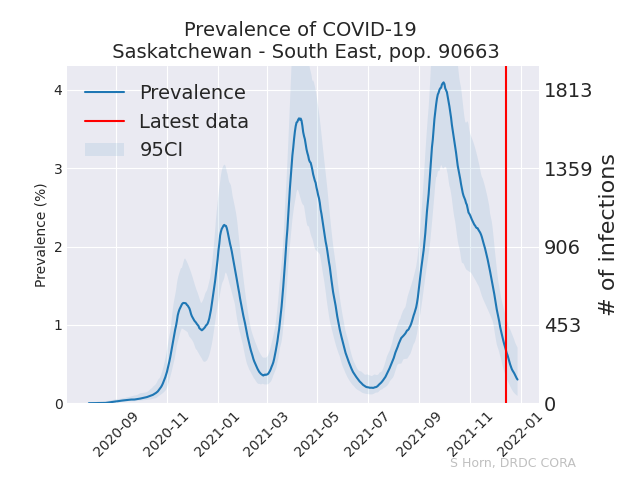 Prevalence of COVID-19
Saskatchewan - South East, pop. 90663
Prevalence
Latest data
95CI
Prevalence (%)
4
3
2
1
0
1813
1359
906
453
0
# of infections
2020-09
2020-11
2021-01
2021-03
2021-05
2021-07
2021-09
2021-11
2022-01
S Horn, DRDC CORA